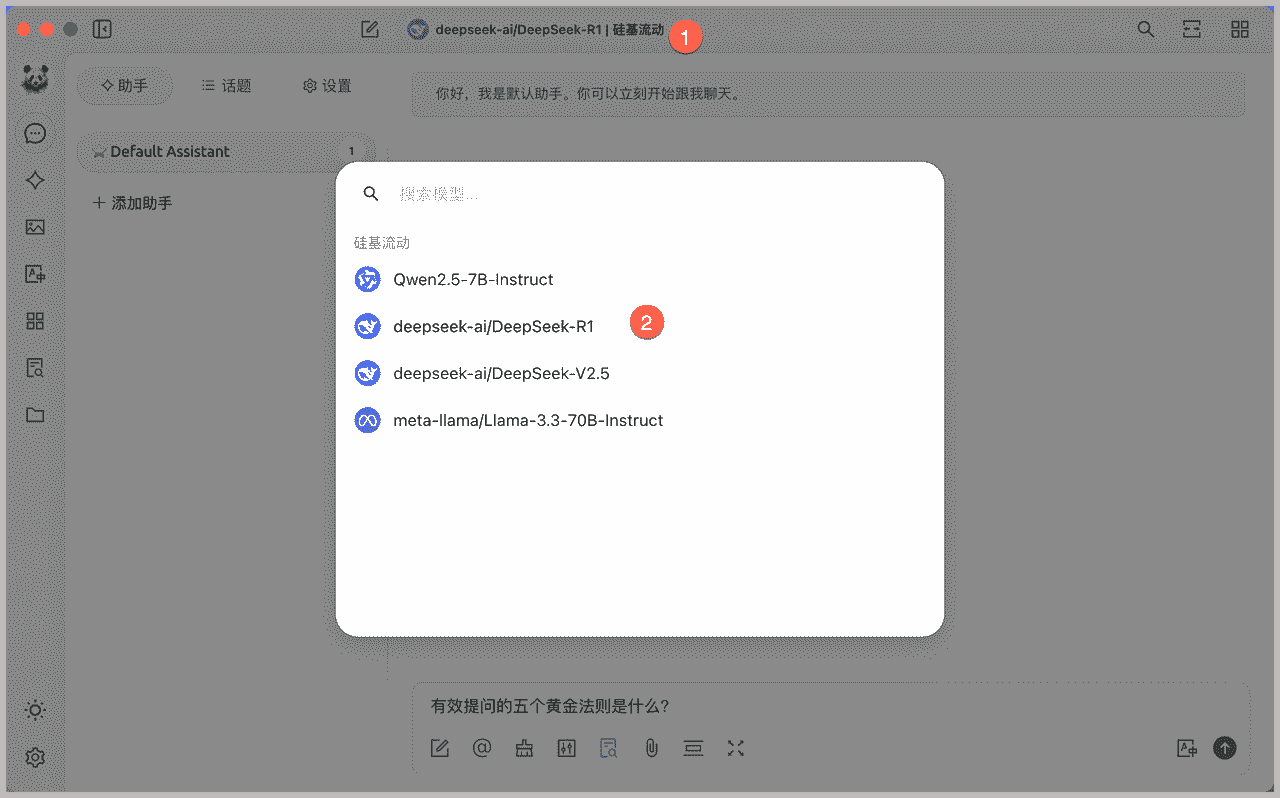 deepseek-ai/DeepSeek-R1 | 硅基流动
1
助手
话题
设置
你好，我是默认助手。你可以立刻开始跟我聊天。
Default Assistant
1
添加助手
搜索模型...
硅基流动
Qwen2.5-7B-Instruct
deepseek-ai/DeepSeek-R1
2
deepseek-ai/DeepSeek-V2.5
meta-llama/Llama-3.3-70B-Instruct
有效提问的五个黄金法则是什么?